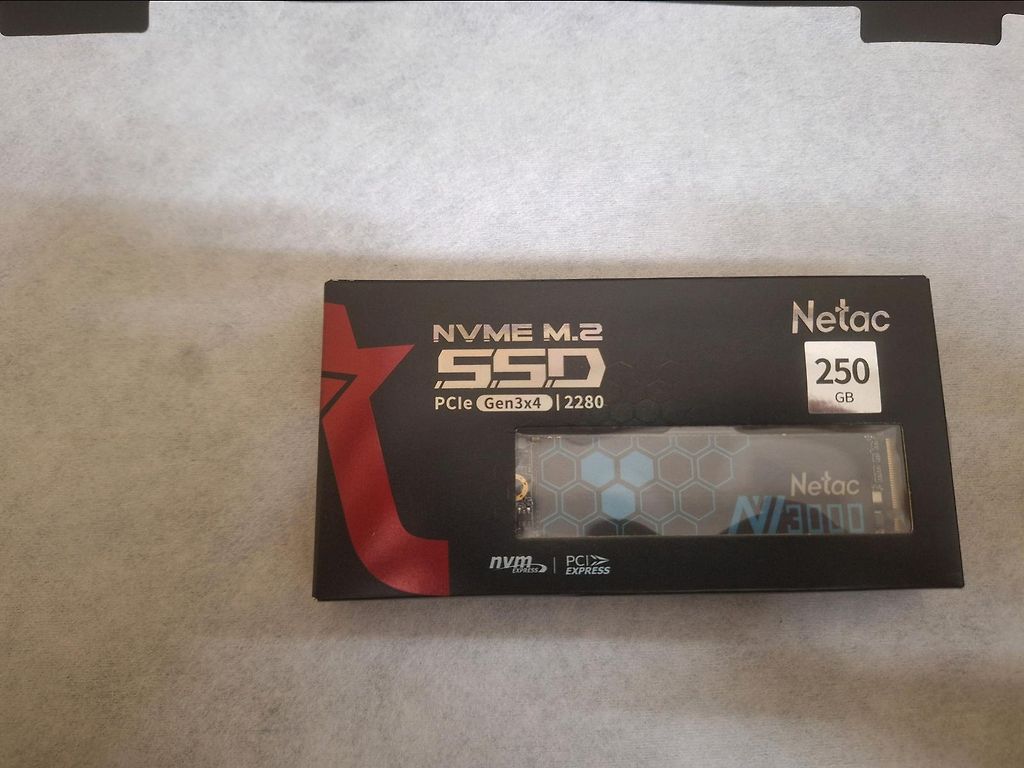 NVME M.2
SSD
PCIe Gen3x4 | 2280
Netac
250
GB
Netac
NV3000
nvm
EXPRESS
PCI
EXPRESS